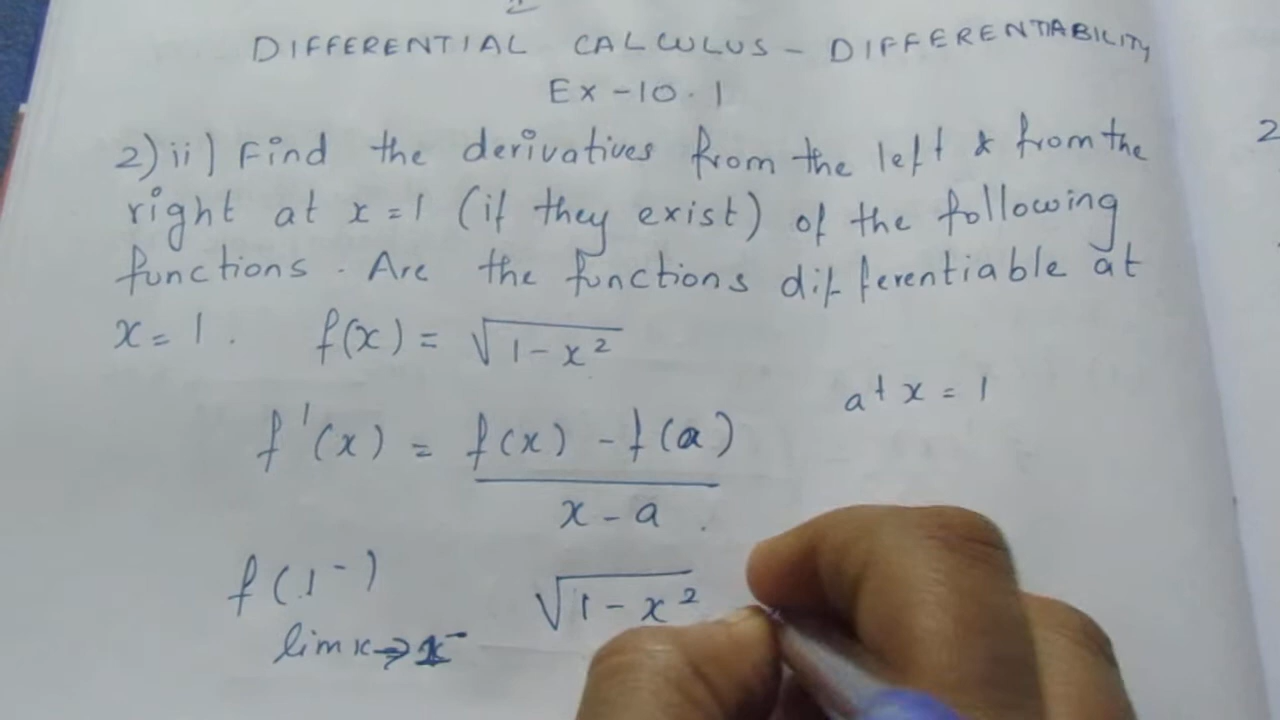 DIFFERENTIAL CALCULUS - DIFFERENTIABILITY
Ex - 10.1
2) ii) Find the derivatives from the left & from the
right at x = 1 (if they exist) of the following
functions. Are the functions differentiable at
x = 1. f(x) = √(1 - x²)
at x = 1
f'(x) = f(x) - f(a)
x - a
f(1⁻) √(1 - x²)
lim x→1⁻
2